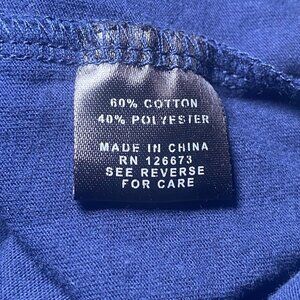 60% COTTON
40% POLYESTER
MADE IN CHINA
RN 126673
SEE REVERSE
FOR CARE